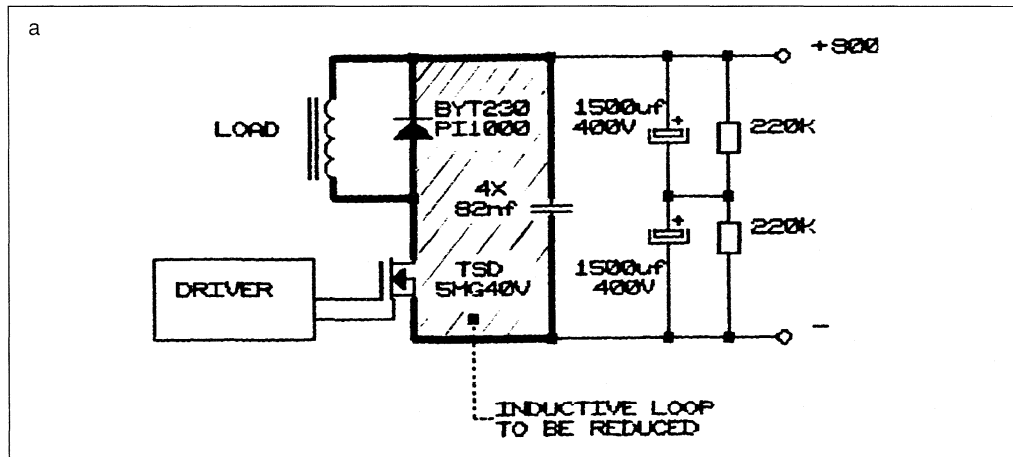 a
+900
BYT230
PI1000
1500uf
400V
220K
LOAD
4X
82nf
220K
TSD
5MG40V
1500uf
400V
DRIVER
-
INDUCTIVE LOOP
TO BE REDUCED